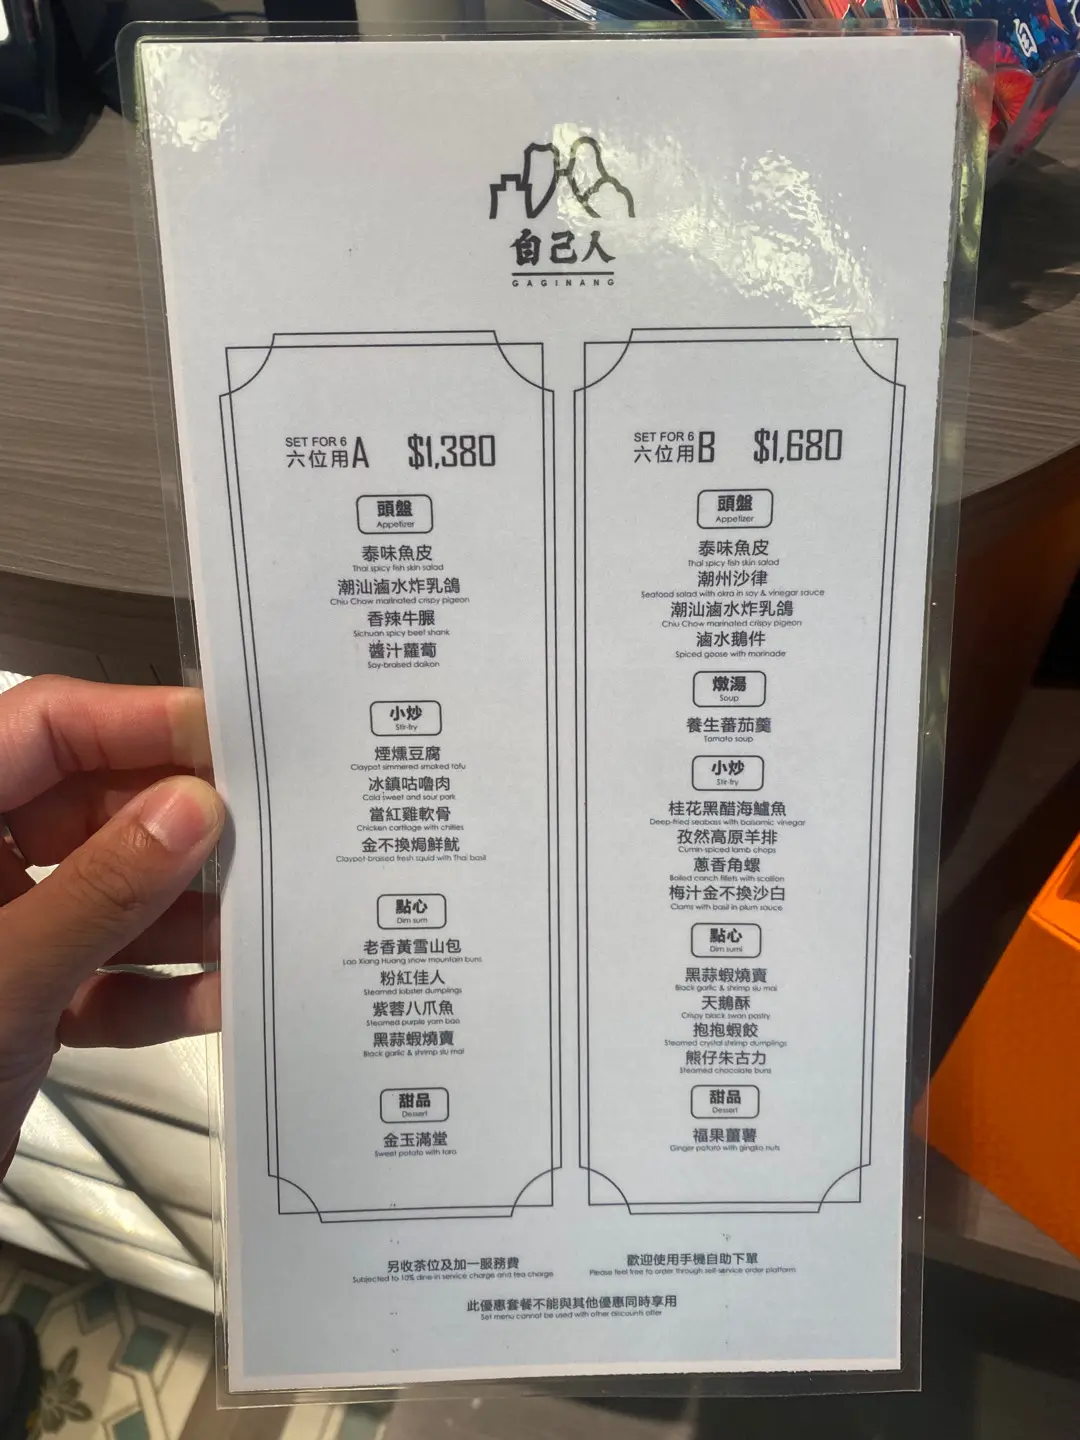 自己人
GAGINANG
SET FOR 6
六位用A $1,380
頭盤
Appetizer
泰味魚皮
Thai spicy fish skin salad
潮汕滷水炸乳鴿
Chiu Chow marinated crispy pigeon
香辣牛𦟌
Sichuan spicy beef shank
醬汁蘿蔔
Soy-braised daikon
小炒
Stir-fry
煙燻豆腐
Claypot simmered smoked tofu
冰鎮咕嚕肉
Cold sweet and sour pork
當紅雞軟骨
Chicken cartilage with chillies
金不換焗鮮魷
Claypot-braised fresh squid with Thai basil
點心
Dim sum
老香黃雪山包
Lao Xiang Huang snow mountain buns
粉紅佳人
Steamed lobster dumplings
紫蓉八爪魚
Steamed purple yam bao
黑蒜蝦燒賣
Black garlic & shrimp siu mai
甜品
Dessert
金玉滿堂
Sweet potato with taro
SET FOR 6
六位用B $1,680
頭盤
Appetizer
泰味魚皮
Thai spicy fish skin salad
潮州沙律
Seafood salad with okra in soy & vinegar sauce
潮汕滷水炸乳鴿
Chiu Chow marinated crispy pigeon
滷水鵝件
Spiced goose with marinade
燉湯
Soup
養生蕃茄羹
Tomato soup
小炒
Stir-fry
桂花黑醋海鱸魚
Deep-fried seabass with balsamic vinegar
孜然高原羊排
Cumin-spiced lamb chops
蔥香角螺
Boiled conch fillets with scallion
梅汁金不換沙白
Clams with basil in plum sauce
點心
Dim sum
黑蒜蝦燒賣
Black garlic & shrimp siu mai
天鵝酥
Crispy black swan pastry
抱抱蝦餃
Steamed crystal shrimp dumplings
熊仔朱古力
Steamed chocolate buns
甜品
Dessert
福果薑薯
Ginger potato with gingko nuts
另收茶位及加一服務費
Subjected to 10% dine-in service charge and tea charge
歡迎使用手機自助下單
Please feel free to order through self-service order platform
此優惠套餐不能與其他優惠同時享用
Set menu cannot be used with other discounts offer